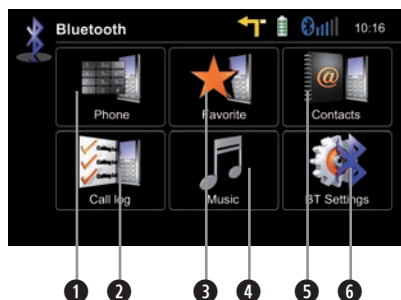 Bluetooth 10:16
Phone Favorite Contacts
@
Call log Music BT Settings
1 2 3 4 5 6